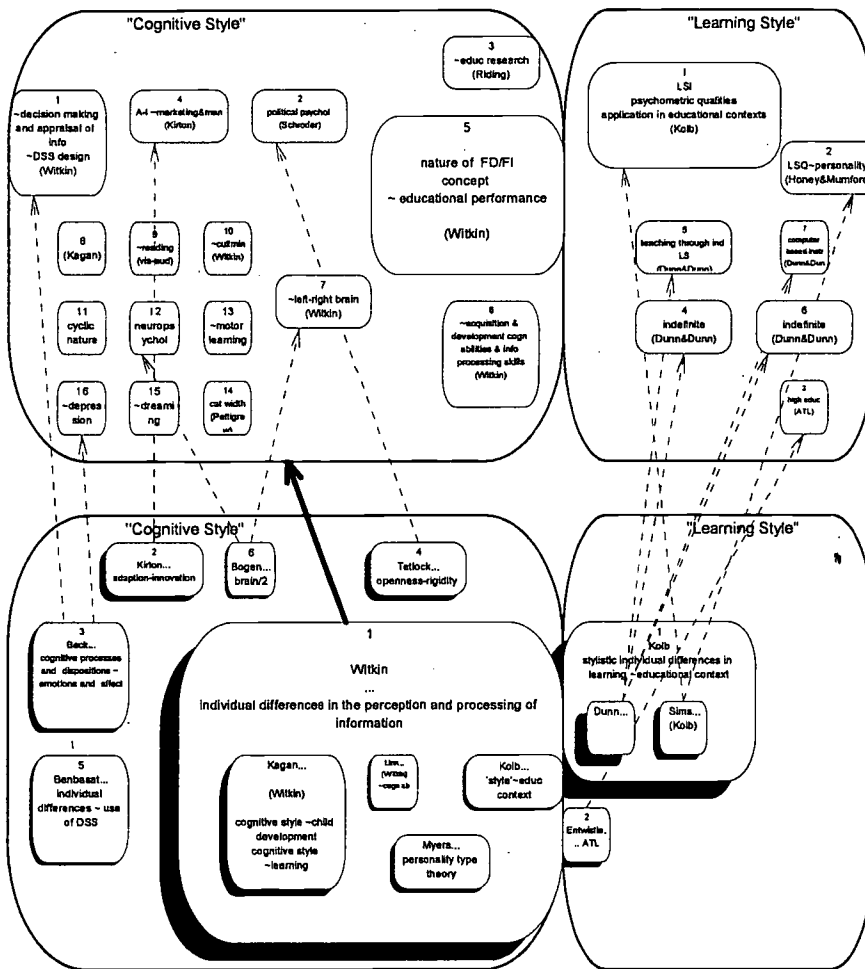 "Cognitive Style"
"Learning Style"
3
~educ research
(Riding)
1
~decision making
and appraisal of
info
~DSS design
(Witkin)
4
A-I ~marketing&man
(Kirton)
2
political psychol
(Schroder)
5
nature of FD/FI
concept
~ educational performance
(Witkin)
8
(Kagan)
9
~reading
(vis-aud)
10
(Witkin)
7
~left-right brain
(Witkin)
11
cyclic
nature
12
neurops
ychol
13
~motor
learning
~acquisition &
development cogn
abilities & info
processing skills
(Witkin)
16
~depres
sion
15
~dreami
ng
14
cat width
(Pettigre
LSI
psychometric qualities
application in educational contexts
(Kolb)
2
LSQ~personality
(Honey&Mumford
5
teaching through ind
LS
(Dunn&Dunn)
computer
based instr
(Dunn&Dun
4
indefinite
(Dunn&Dunn)
6
indefinite
(Dunn&Dunn)
3
high educ
(ATL)
"Cognitive Style"
"Learning Style"
2
Kirton...
adaption-innovation
6
Bogen...
brain/2
4
Tetlock...
openness-rigidity
3
Beck...
cognitive processes
and dispositions ~
emotions and affect
1
Witkin
...
individual differences in the perception and processing of
information
5
Benbasat...
individual
differences ~ use
of DSS
Kagan...
(Witkin)
cognitive style ~child
development
cognitive style
~learning
(Witkin)
Kolb...
'style'~educ
context
Myers...
personality type
theory
1
Kolb
stylistic individual differences in
learning ~educational context
Dunn...
Sims...
(Kolb)
2
Entwistle.
.. ATL